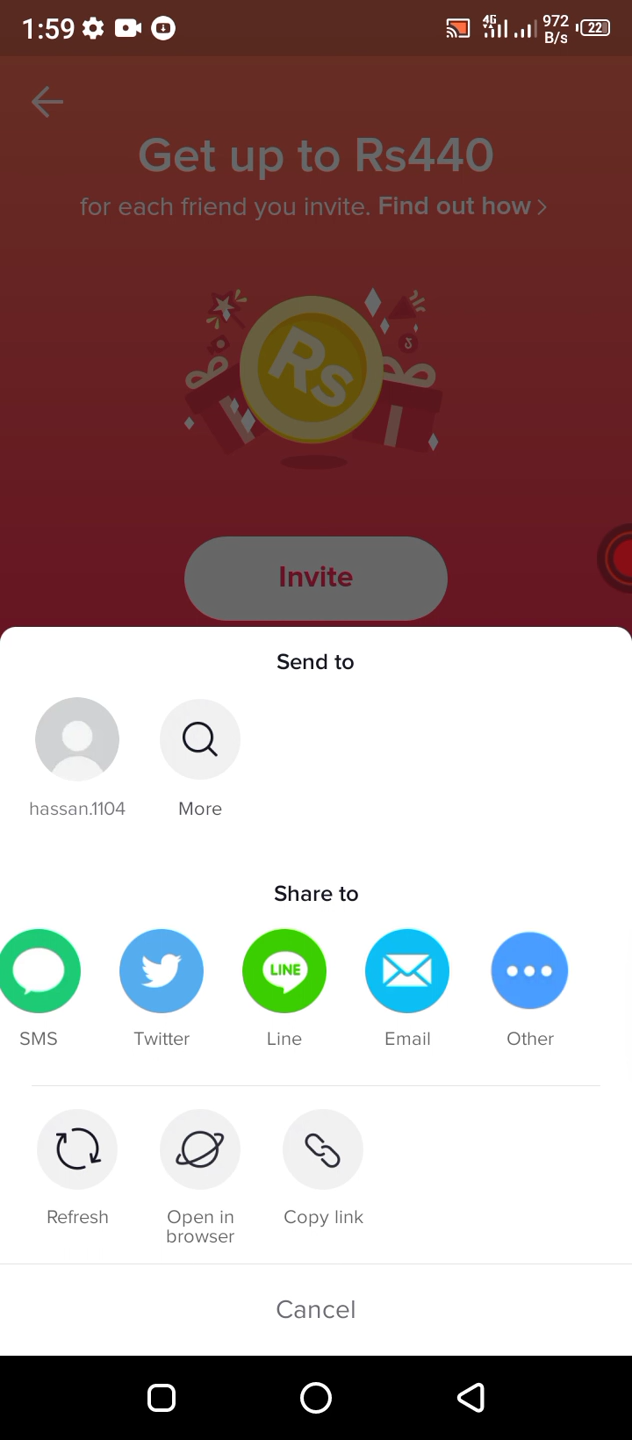 1:59
4G
972
B/s
22
Get up to Rs440
for each friend you invite. Find out how
Rs
Invite
Send to
hassan.1104
More
Share to
LINE
SMS
Twitter
Line
Email
Other
Refresh
Open in
browser
Copy link
Cancel